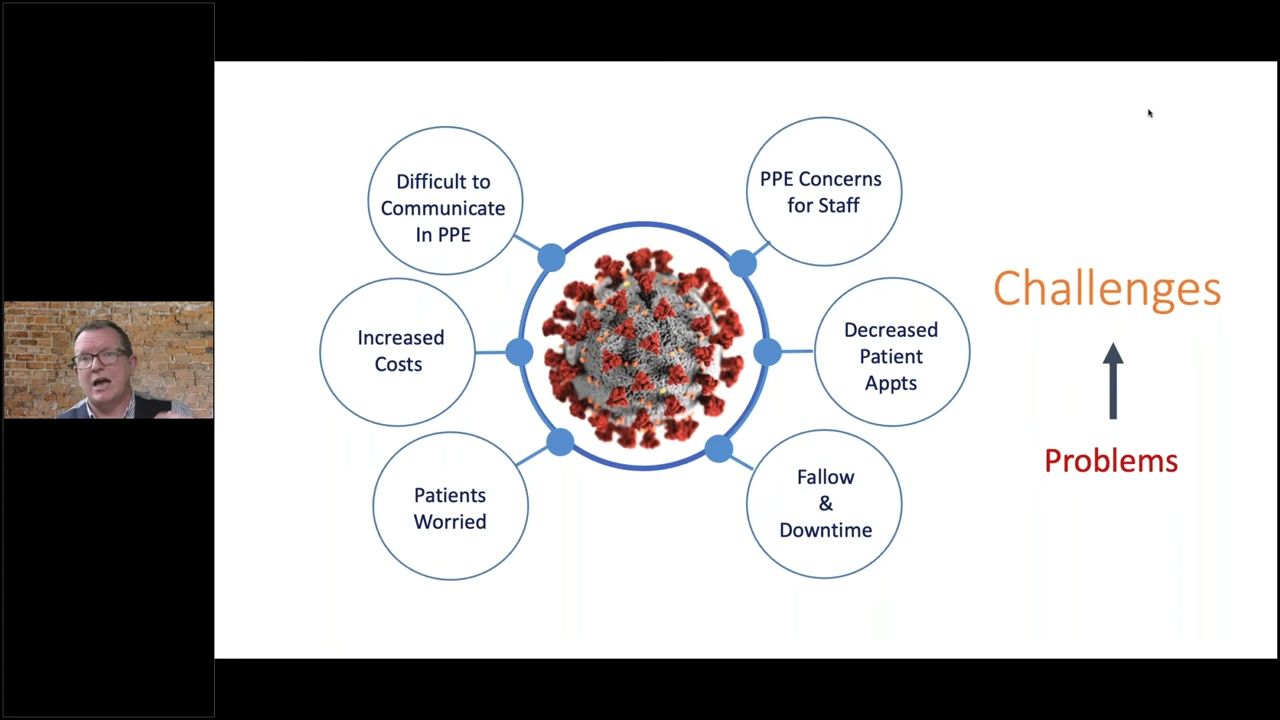 Difficult to
Communicate
In PPE
PPE Concerns
for Staff
Increased
Costs
Decreased
Patient
Appts
Patients
Worried
Fallow
&
Downtime
Challenges
Problems